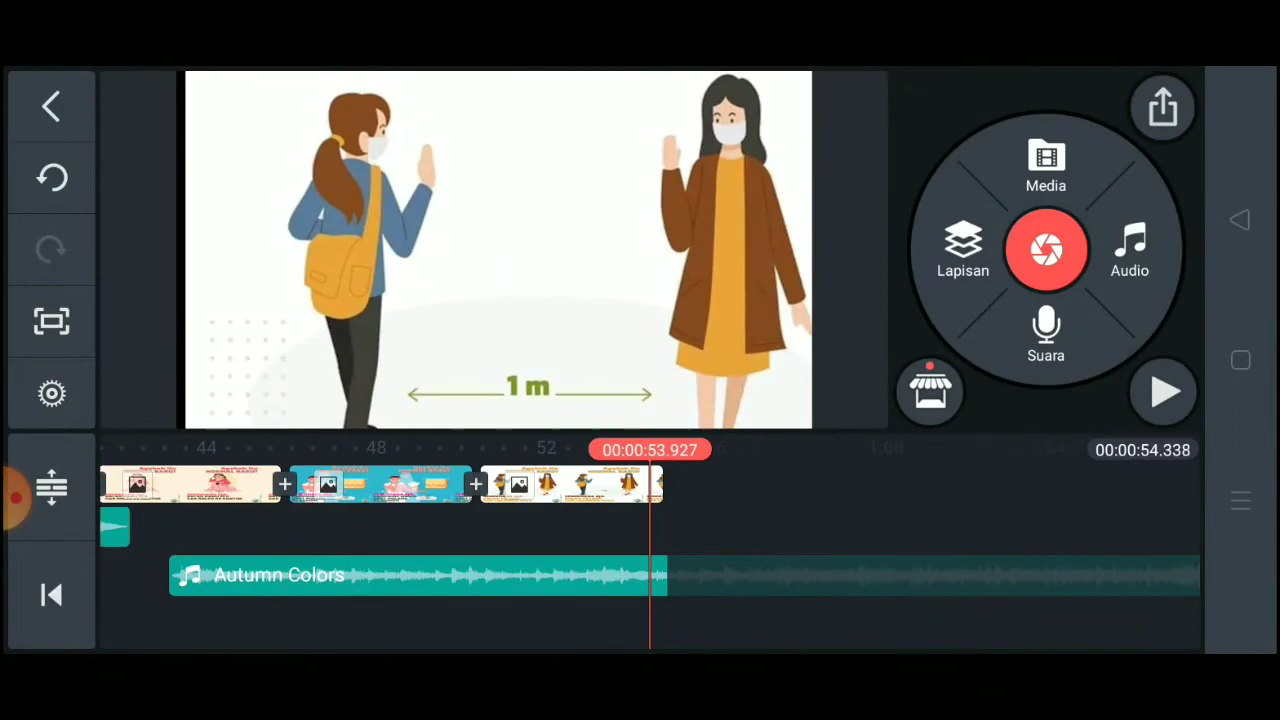 Media
Lapisan
Audio
Suara
1 m
44
48
52
00:00:53.927
1:00
00:00:54.338
Autumn Colors